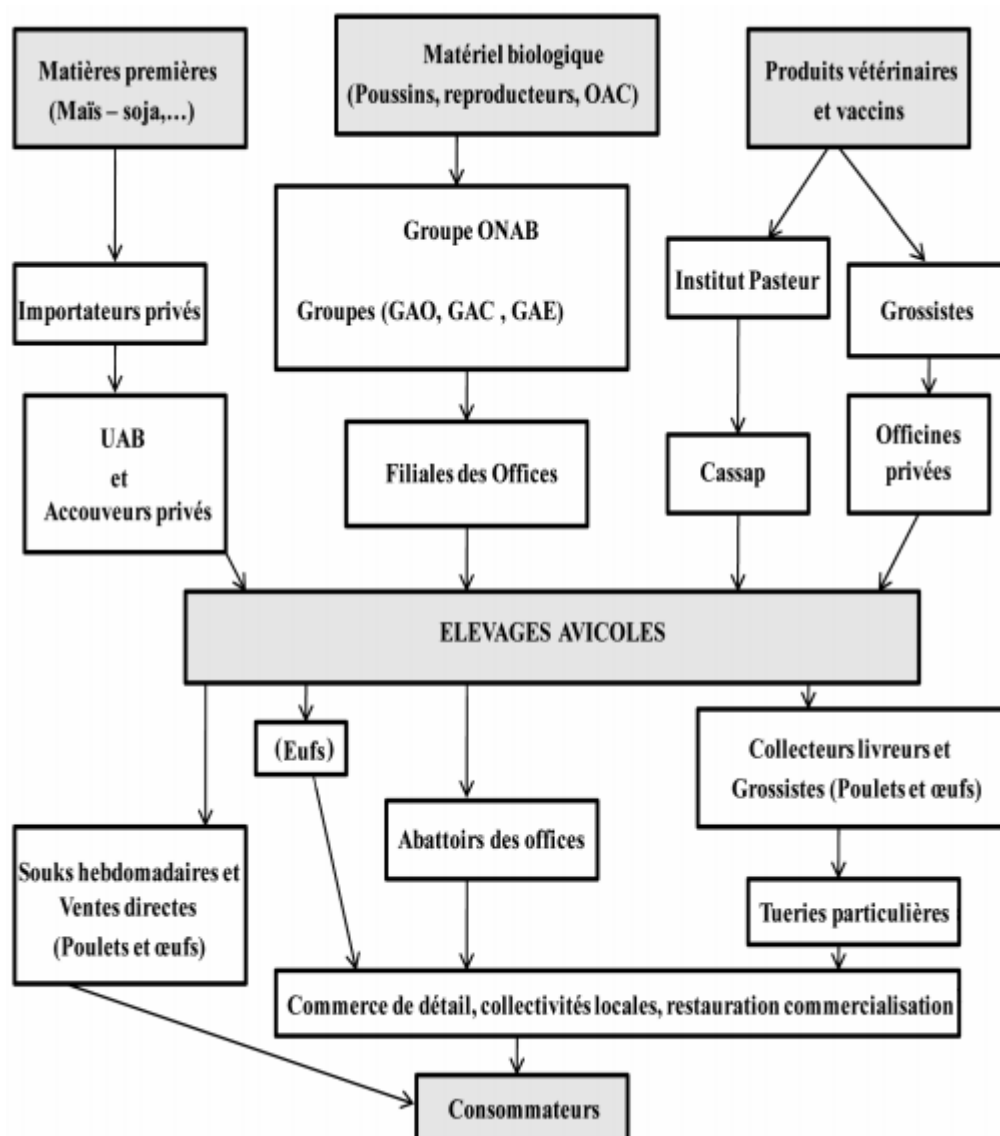 Matières premières
(Maïs – soja,…)
Matériel biologique
(Poussins, reproducteurs, OAC)
Produits vétérinaires
et vaccins
Groupe ONAB
Groupes (GAO, GAC , GAE)
Importateurs privés
Institut Pasteur
Grossistes
UAB
et
Accouveurs privés
Filiales des Offices
Cassap
Officines
privées
ELEVAGES AVICOLES
(Eufs)
Collecteurs livreurs et
Grossistes (Poulets et œufs)
Souks hebdomadaires et
Ventes directes
(Poulets et œufs)
Abattoirs des offices
Tueries particulières
Commerce de détail, collectivités locales, restauration commercialisation
Consommateurs